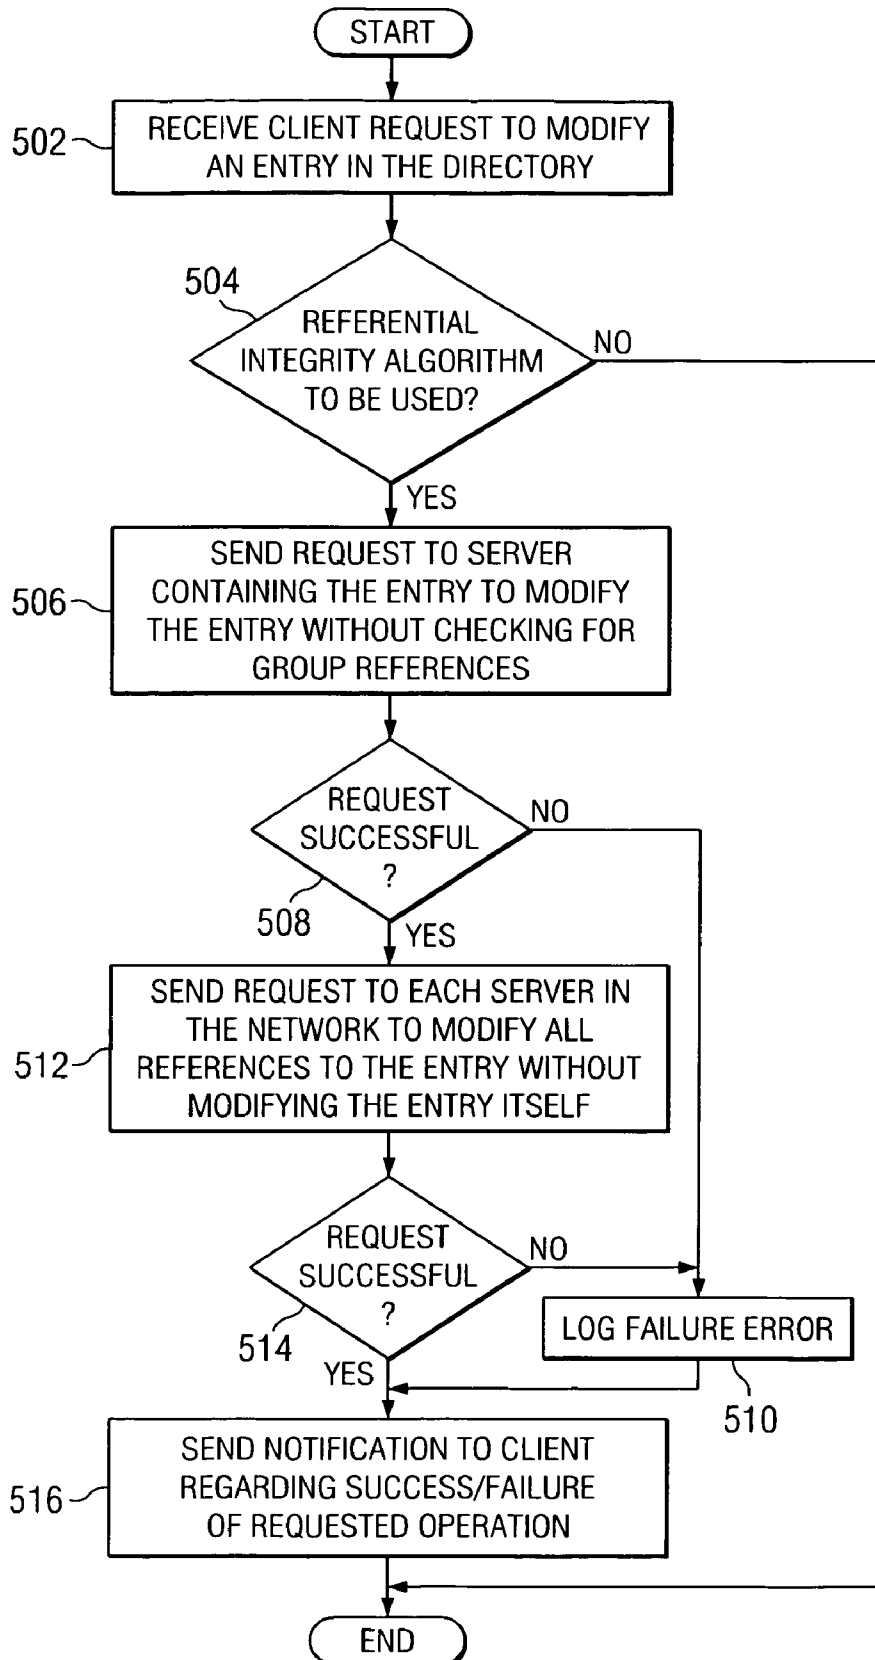 START
502
RECEIVE CLIENT REQUEST TO MODIFY
AN ENTRY IN THE DIRECTORY
504
REFERENTIAL
INTEGRITY ALGORITHM
TO BE USED?
NO
YES
506
SEND REQUEST TO SERVER
CONTAINING THE ENTRY TO MODIFY
THE ENTRY WITHOUT CHECKING FOR
GROUP REFERENCES
REQUEST
SUCCESSFUL
?
NO
508
YES
512
SEND REQUEST TO EACH SERVER IN
THE NETWORK TO MODIFY ALL
REFERENCES TO THE ENTRY WITHOUT
MODIFYING THE ENTRY ITSELF
REQUEST
SUCCESSFUL
?
NO
514
YES
LOG FAILURE ERROR
510
516
SEND NOTIFICATION TO CLIENT
REGARDING SUCCESS/FAILURE
OF REQUESTED OPERATION
END